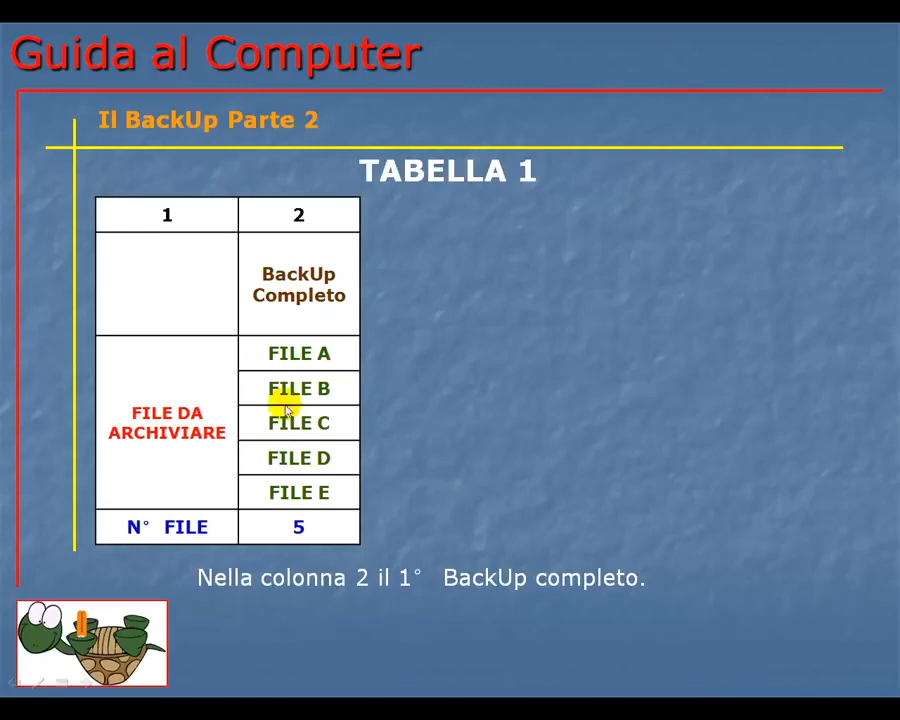 Guida al Computer
Il BackUp Parte 2
TABELLA 1
1 2
BackUp
Completo
FILE A
FILE B
FILE C
FILE D
FILE E
FILE DA
ARCHIVIARE
N° FILE 5
Nella colonna 2 il 1° BackUp completo.